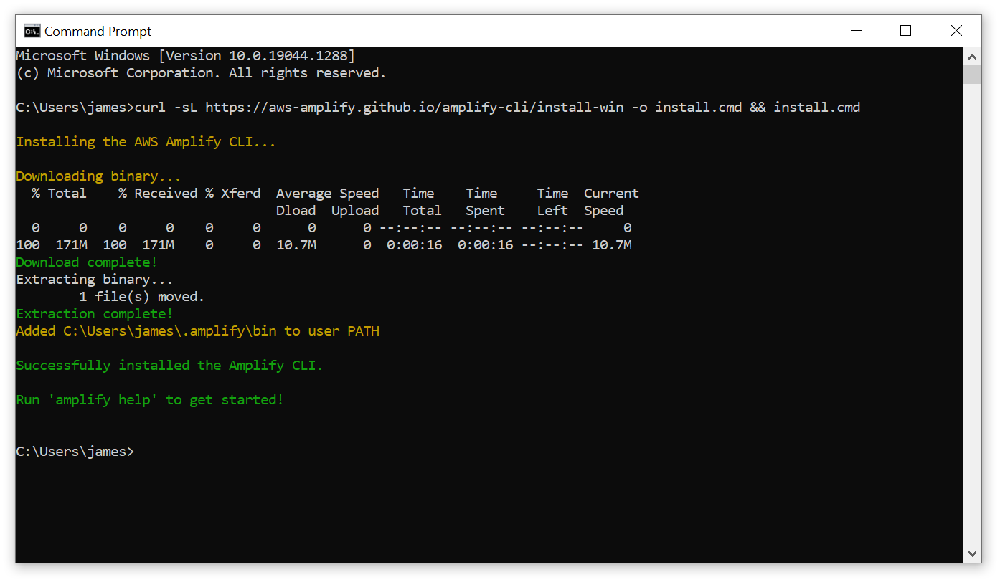 Command Prompt
Microsoft Windows [Version 10.0.19044.1288]
(c) Microsoft Corporation. All rights reserved.
C:\Users\james>curl -sL https://aws-amplify.github.io/amplify-cli/install-win -o install.cmd && install.cmd
Installing the AWS Amplify CLI...
Downloading binary...
  % Total    % Received % Xferd  Average Speed   Time    Time     Time  Current
                                 Dload  Upload   Total   Spent    Left  Speed
  0     0    0     0    0     0      0      0 --:--:-- --:--:-- --:--:--     0
100  171M  100  171M    0     0  10.7M      0  0:00:16  0:00:16 --:--:-- 10.7M
Download complete!
Extracting binary...
        1 file(s) moved.
Extraction complete!
Added C:\Users\james\.amplify\bin to user PATH
Successfully installed the Amplify CLI.
Run 'amplify help' to get started!
C:\Users\james>